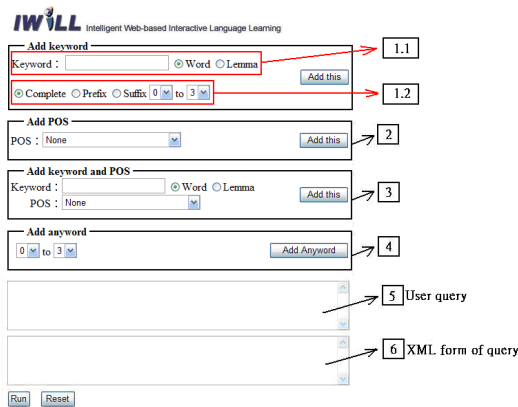 IWiLL Intelligent Web-based Interactive Language Learning
Add keyword
1.1
Keyword : Word Lemma
Add this
Complete Prefix Suffix 0 to 3
1.2
Add POS
POS : None Add this
2
Add keyword and POS
Keyword : Word Lemma
Add this
3
POS : None
Add anyword
0 to 3 Add Anyword
4
5 User query
6 XML form of query
Run Reset